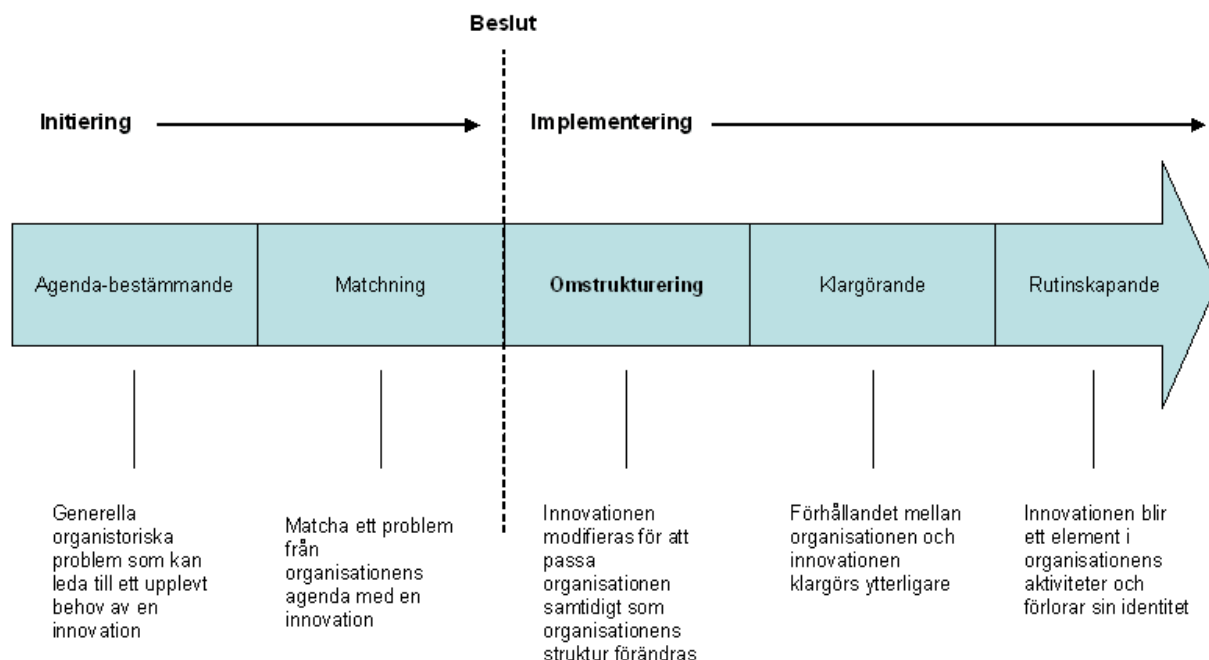 Beslut
Initiering
Implementering
Agenda-bestämmande
Matchning
Omstrukturering
Klargörande
Rutinskapande
Generella
organistoriska
problem som kan
leda till ett upplevt
behov av en
innovation
Matcha ett problem
från
organisationens
agenda med en
innovation
Innovationen
modifieras för att
passa
organisationen
samtidigt som
organisationens
struktur förändras
Förhållandet mellan
organisationen och
innovationen
klargörs ytterligare
Innovationen blir
ett element i
organisationens
aktiviteter och
förlorar sin identitet